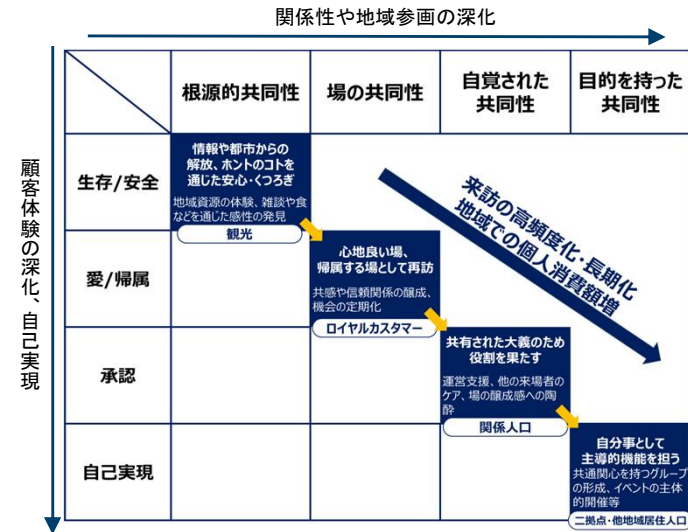 関係性や地域参画の深化
顧客体験の深化、自己実現
根源的共同性
場の共同性
自覚された
共同性
目的を持った
共同性
生存/安全
情報や都市からの
解放、ホントのコトを
通じた安心・くつろぎ
地域資源の体験、雑談や食
などを通じた感性の発見
観光
来訪の高頻度化・長期化
地域での個人消費額増
愛/帰属
心地良い場、
帰属する場として再訪
共感や信頼関係の醸成、
機会の定期化
ロイヤルカスタマー
承認
共有された大義のため
役割を果たす
運営支援、他の来場者の
ケア、場の醸成感への陶
酔
関係人口
自己実現
自分事として
主導的機能を担う
共通関心を持つグループ
の形成、イベントの主体
的開催等
二拠点・他地域居住人口